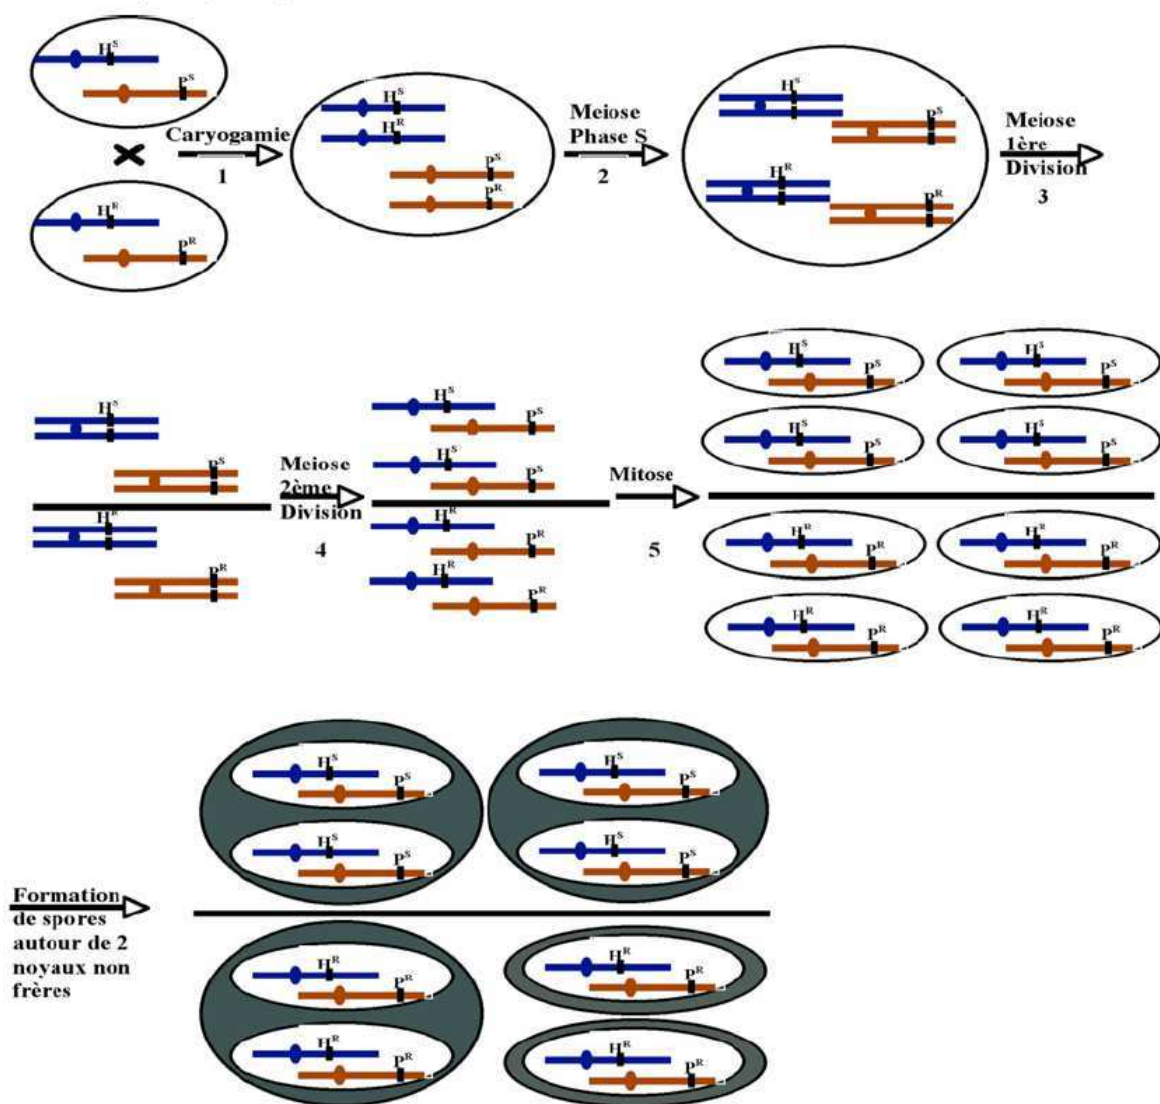 H^S
P^S
Caryogamie
1
H^R
P^R
H^S
H^R
P^S
P^R
Meiose
Phase S
2
H^S
P^S
H^R
P^R
Meiose
1ère
Division
3
H^S
P^S
H^R
P^R
Meiose
2ème
Division
4
H^S
P^S
H^S
P^S
H^R
P^R
H^R
P^R
Mitose
5
H^S
P^S
H^S
P^S
H^S
P^S
H^S
P^S
H^R
P^R
H^R
P^R
H^R
P^R
H^R
P^R
Formation
de spores
autour de 2
noyaux non
frères
H^S
P^S
H^S
P^S
H^S
P^S
H^S
P^S
H^R
P^R
H^R
P^R
H^R
P^R
H^R
P^R